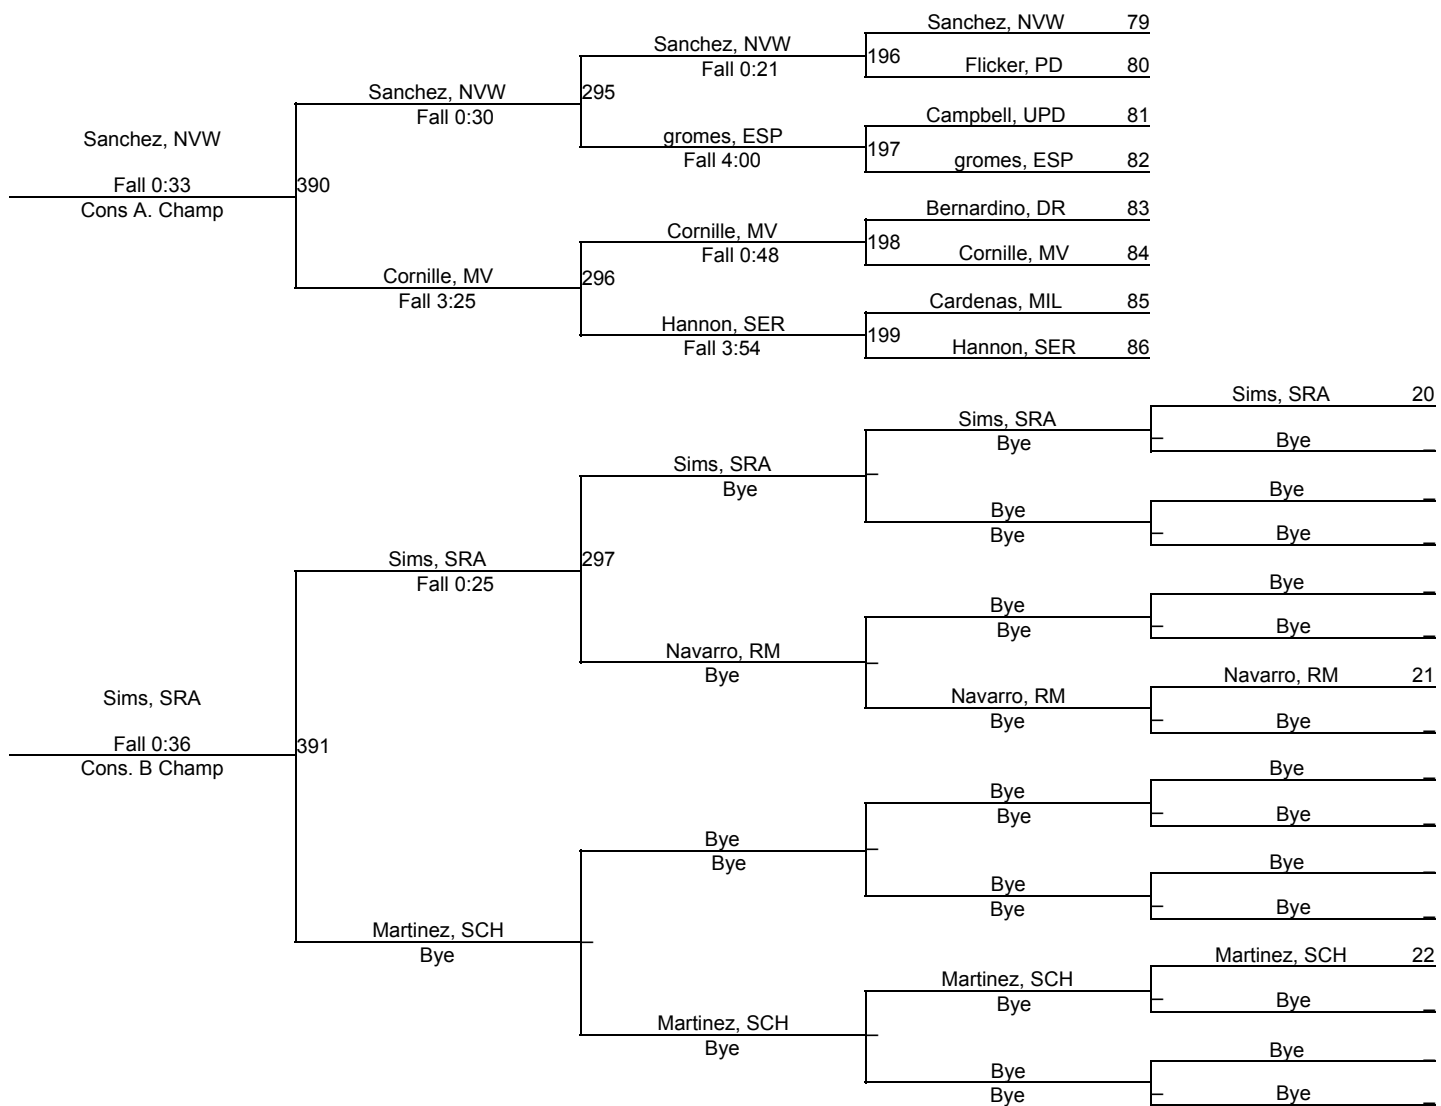 Sanchez, NVW 79
Sanchez, NVW
196
Fall 0:21
Flicker, PD 80
Sanchez, NVW
295
Fall 0:30
Campbell, UPD 81
gromes, ESP
197
Fall 4:00
gromes, ESP 82
Sanchez, NVW
Fall 0:33
390
Cons A. Champ
Bernardino, DR 83
Cornille, MV
198
Fall 0:48
Cornille, MV 84
Cornille, MV
296
Fall 3:25
Cardenas, MIL 85
Hannon, SER
199
Fall 3:54
Hannon, SER 86
Sims, SRA 20
Sims, SRA
Bye
Bye _
_
Sims, SRA
_
Bye
Bye _
Bye
Bye
Bye _
_
Sims, SRA
297
Fall 0:25
Bye _
Bye
Bye
Bye _
_
Navarro, RM
_
Bye
Navarro, RM 21
Navarro, RM
Bye
Bye _
_
Sims, SRA
Fall 0:36
391
Cons. B Champ
Bye _
Bye
Bye
Bye _
_
Bye
_
Bye
Bye _
Bye
Bye
Bye _
_
Martinez, SCH
_
Bye
Martinez, SCH 22
Martinez, SCH
Bye
Bye _
_
Martinez, SCH
_
Bye
Bye _
Bye
Bye
Bye _
_